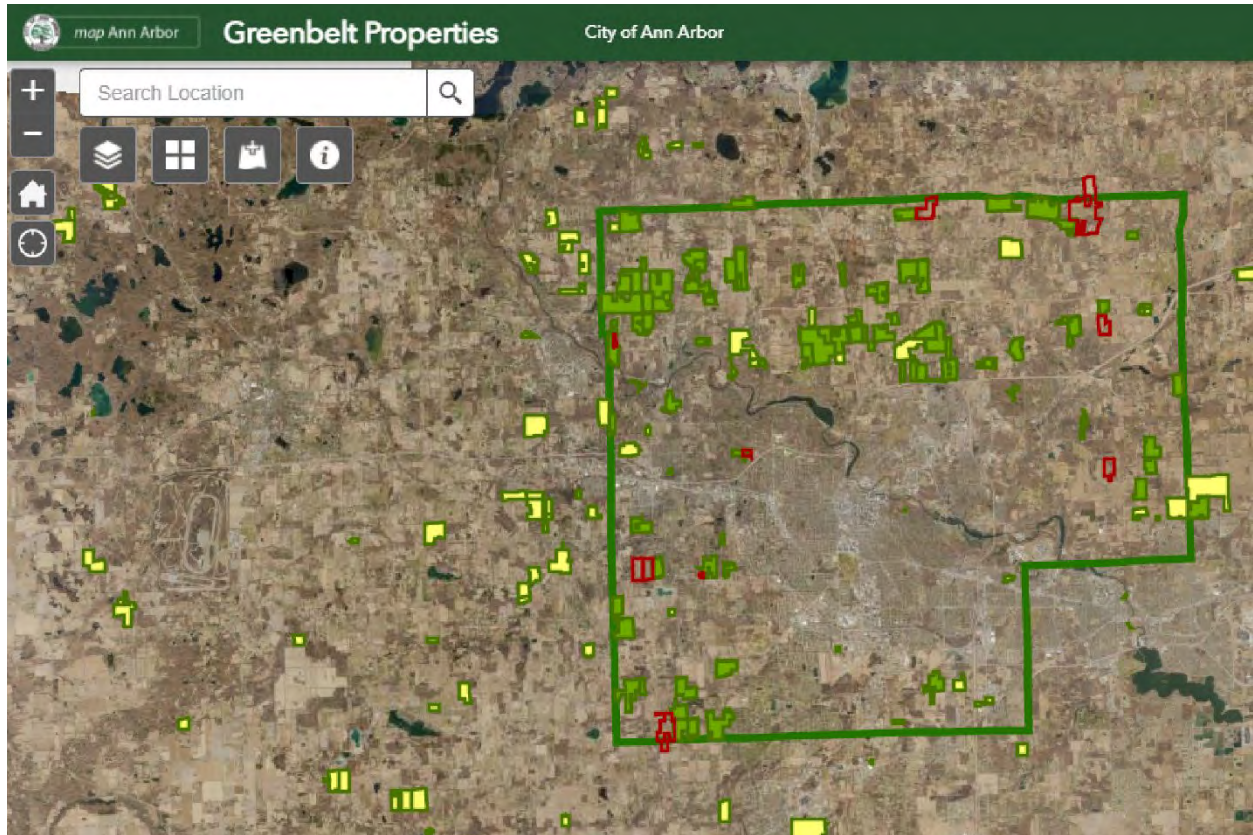 map Ann Arbor
Greenbelt Properties
City of Ann Arbor
+
Search Location
−
i